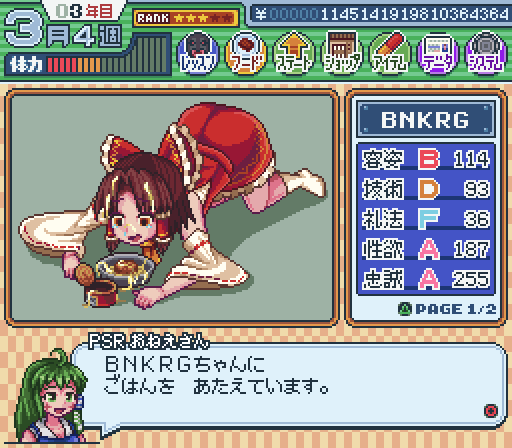 03年目
3月4週
体力
RANK ★★★★★
¥000001145141919810364364
レッスン
フード
ステート
ショップ
アイテム
データ
システム
BNKRG
容姿 B 114
技術 D 93
礼法 F 36
性欲 A 187
忠誠 A 255
PAGE 1/2
PSRおねえさん
BNKRGちゃんに
ごはんを あたえています。